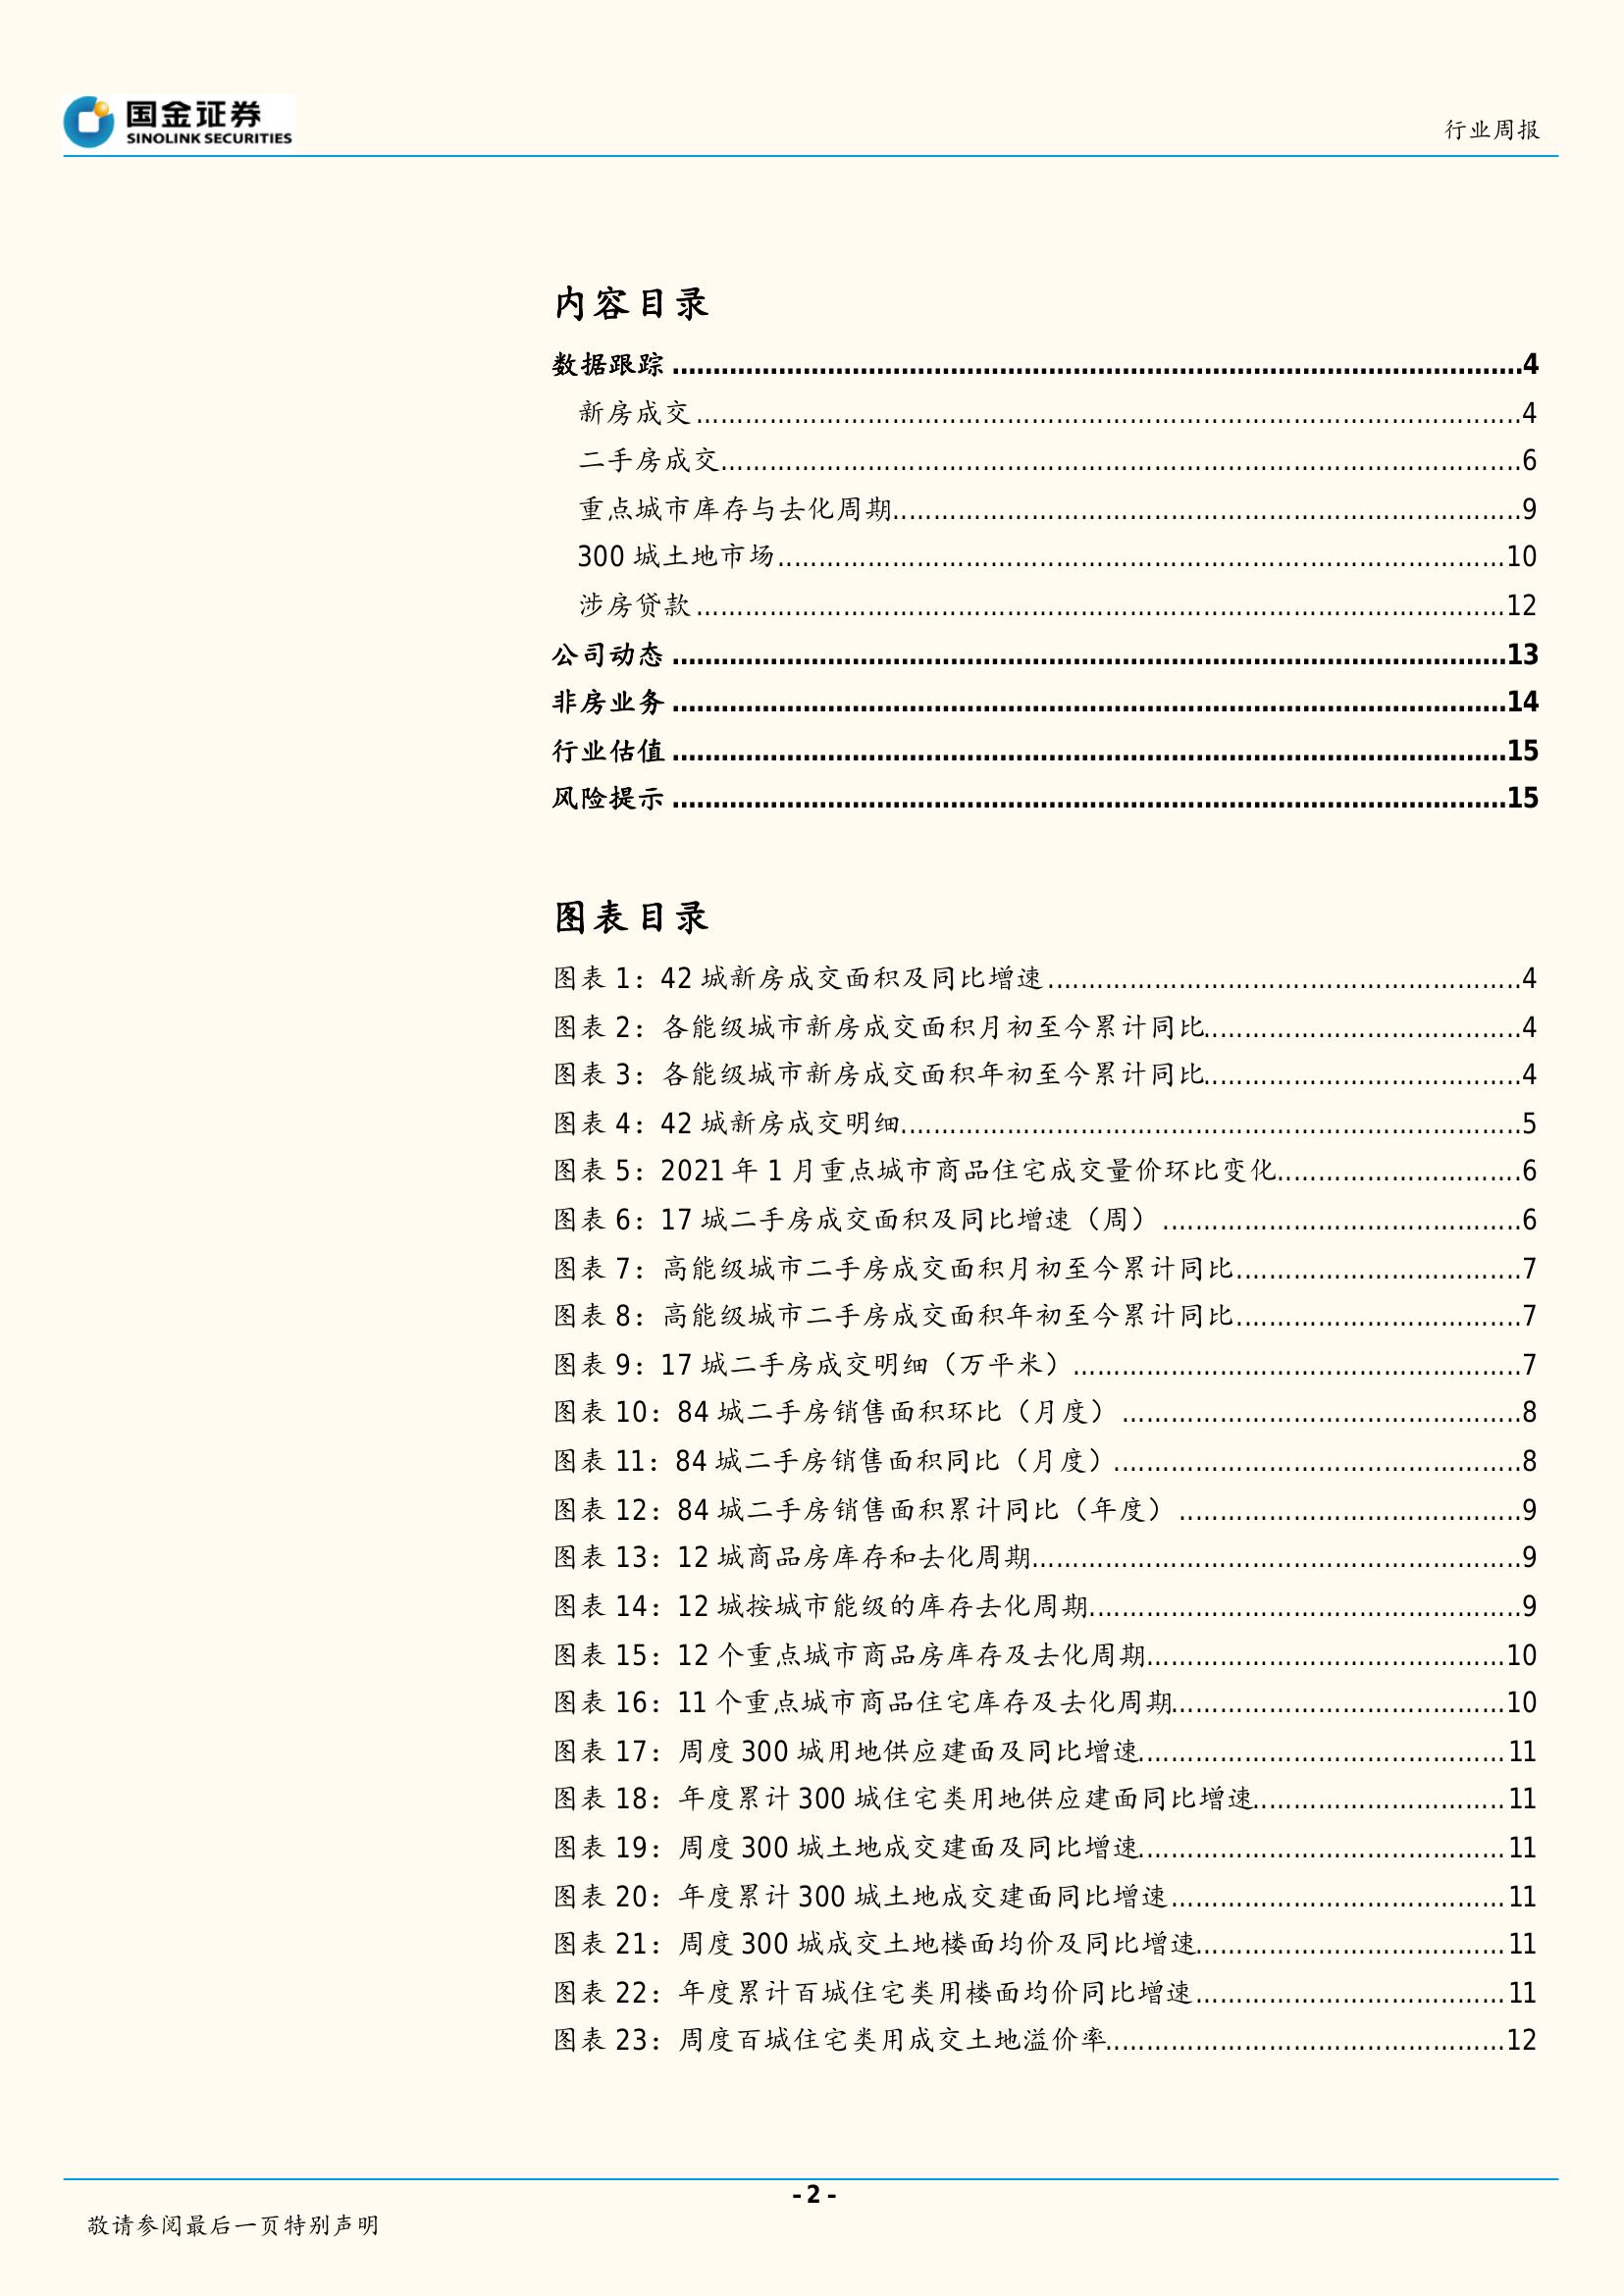 国金证券
SINOLINK SECURITIES
行业周报
内容目录
数据跟踪 ........................................................................................................4
新房成交 .....................................................................................................4
二手房成交..................................................................................................6
重点城市库存与去化周期.............................................................................9
300 城土地市场.........................................................................................10
涉房贷款 ...................................................................................................12
公司动态 ......................................................................................................13
非房业务 ......................................................................................................14
行业估值 ......................................................................................................15
风险提示 ......................................................................................................15
图表目录
图表 1：42 城新房成交面积及同比增速..........................................................4
图表 2：各能级城市新房成交面积月初至今累计同比.......................................4
图表 3：各能级城市新房成交面积年初至今累计同比.......................................4
图表 4：42 城新房成交明细............................................................................5
图表 5：2021 年 1 月重点城市商品住宅成交量价环比变化..............................6
图表 6：17 城二手房成交面积及同比增速（周） ............................................6
图表 7：高能级城市二手房成交面积月初至今累计同比...................................7
图表 8：高能级城市二手房成交面积年初至今累计同比...................................7
图表 9：17 城二手房成交明细（万平米）.......................................................7
图表 10：84 城二手房销售面积环比（月度） .................................................8
图表 11：84 城二手房销售面积同比（月度）..................................................8
图表 12：84 城二手房销售面积累计同比（年度） ..........................................9
图表 13：12 城商品房库存和去化周期............................................................9
图表 14：12 城按城市能级的库存去化周期.....................................................9
图表 15：12 个重点城市商品房库存及去化周期............................................10
图表 16：11 个重点城市商品住宅库存及去化周期.........................................10
图表 17：周度 300 城用地供应建面及同比增速.............................................11
图表 18：年度累计 300 城住宅类用地供应建面同比增速...............................11
图表 19：周度 300 城土地成交建面及同比增速.............................................11
图表 20：年度累计 300 城土地成交建面同比增速.........................................11
图表 21：周度 300 城成交土地楼面均价及同比增速......................................11
图表 22：年度累计百城住宅类用楼面均价同比增速......................................11
图表 23：周度百城住宅类用成交土地溢价率.................................................12
- 2 -
敬请参阅最后一页特别声明